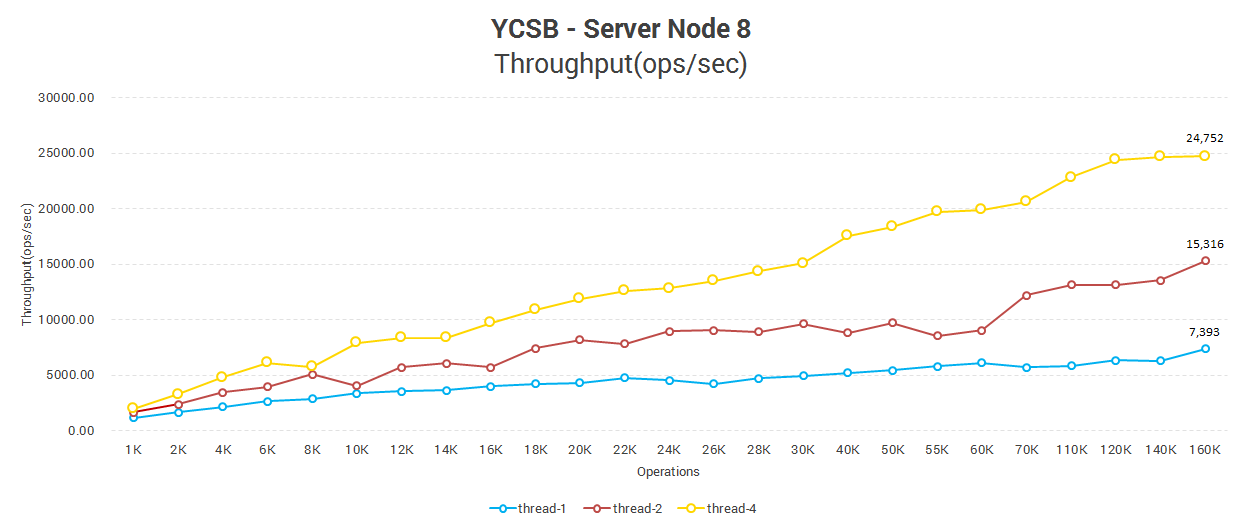 YCSB - Server Node 8
Throughput(ops/sec)
30000.00
25000.00
20000.00
15000.00
10000.00
5000.00
0.00
Throughput(ops/sec)
24,752
15,316
7,393
1K 2K 4K 6K 8K 10K 12K 14K 16K 18K 20K 22K 24K 26K 28K 30K 40K 50K 55K 60K 70K 110K 120K 140K 160K
Operations
thread-1 thread-2 thread-4